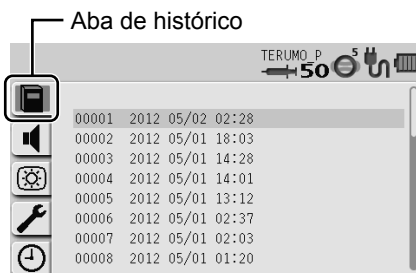 Aba de histórico
TERUMO_P
50
5
00001 2012 05/02 02:28
00002 2012 05/01 18:03
00003 2012 05/01 14:28
00004 2012 05/01 14:01
00005 2012 05/01 13:12
00006 2012 05/01 02:37
00007 2012 05/01 02:03
00008 2012 05/01 01:20